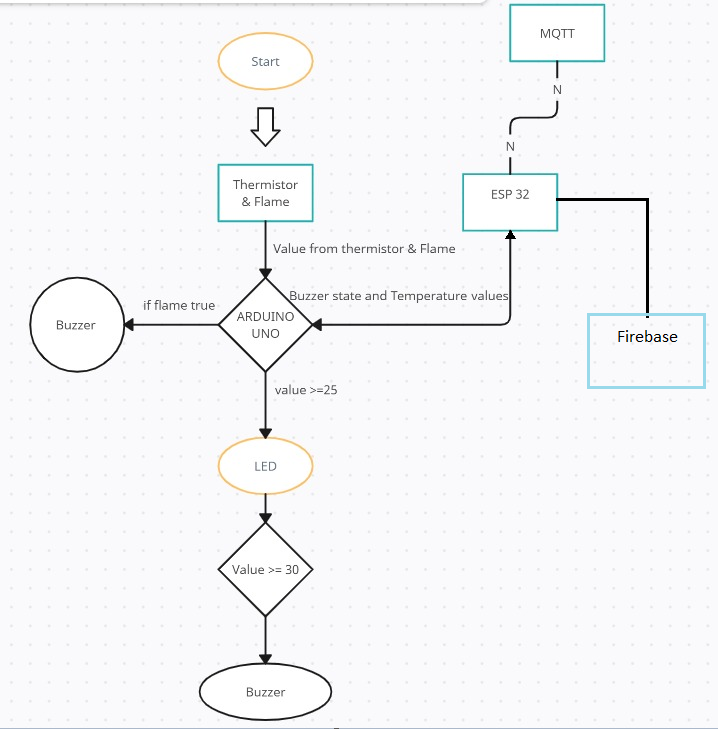 MQTT
Start
N
N
Thermistor
& Flame
ESP 32
Value from thermistor & Flame
Buzzer state and Temperature values
if flame true
Buzzer
ARDUINO
UNO
Firebase
value >=25
LED
Value >= 30
Buzzer